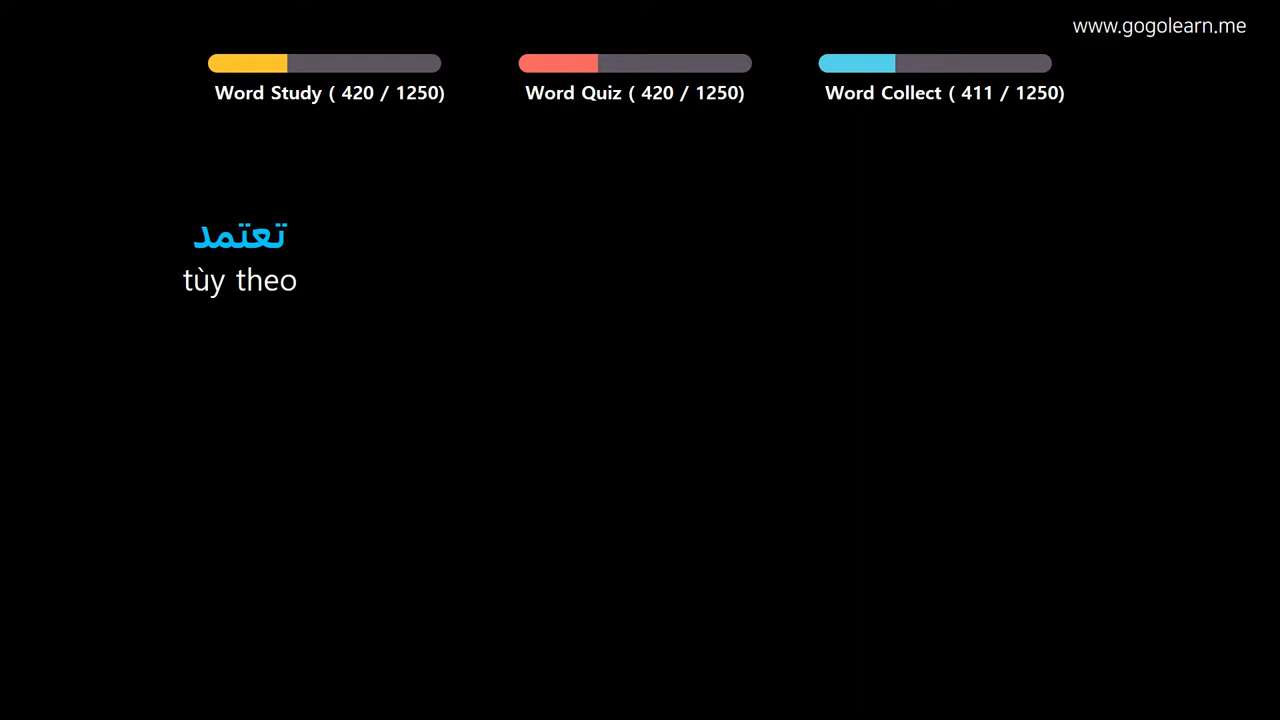 www.gogolearn.me
Word Study ( 420 / 1250)
Word Quiz ( 420 / 1250)
Word Collect ( 411 / 1250)
تعتمد
tùy theo